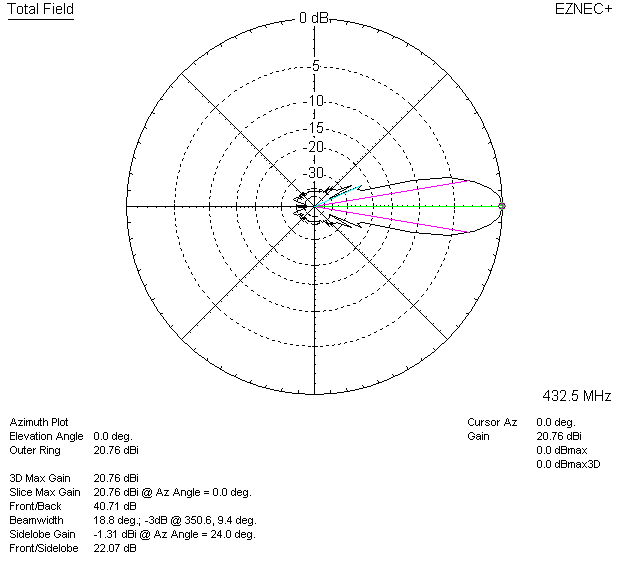 Total Field
EZNEC+
0 dB
-5
-10
-15
-20
-30
432.5 MHz
Azimuth Plot
Elevation Angle 0.0 deg.
Outer Ring 20.76 dBi
3D Max Gain 20.76 dBi
Slice Max Gain 20.76 dBi @ Az Angle = 0.0 deg.
Front/Back 40.71 dB
Beamwidth 18.8 deg.; -3dB @ 350.6, 9.4 deg.
Sidelobe Gain -1.31 dBi @ Az Angle = 24.0 deg.
Front/Sidelobe 22.07 dB
Cursor Az 0.0 deg.
Gain 20.76 dBi
0.0 dBmax
0.0 dBmax3D